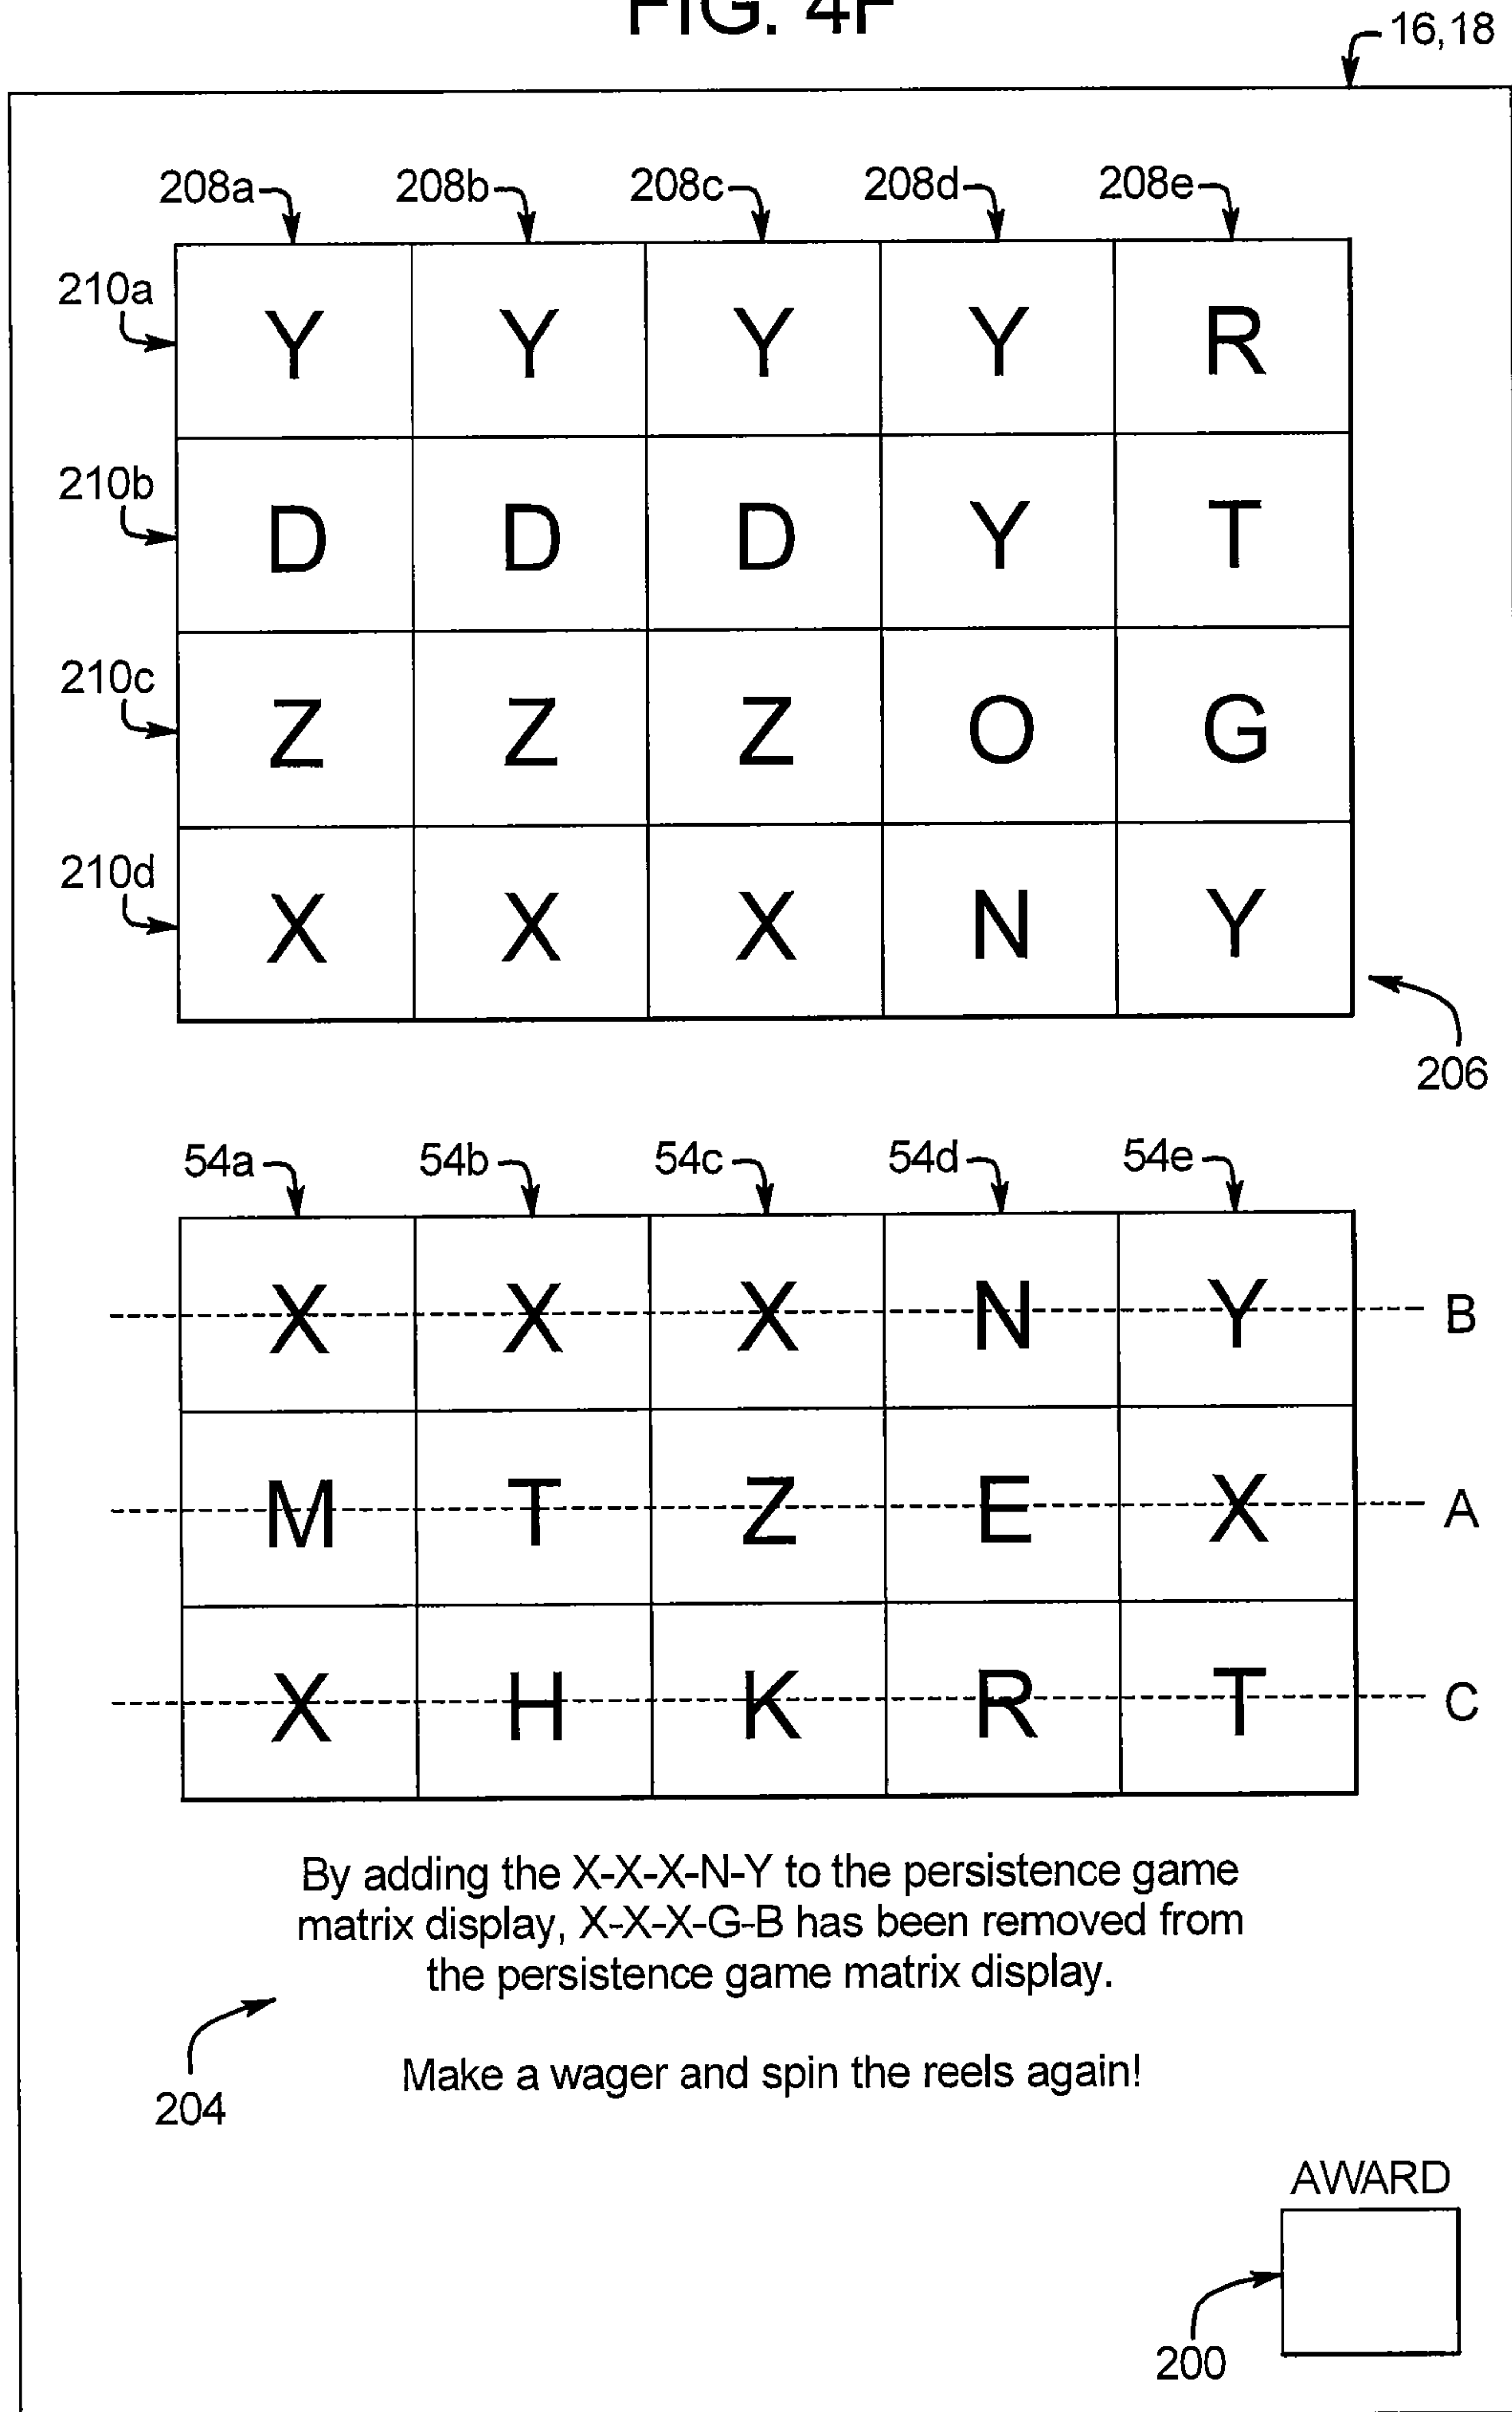 FIG. 4F
16,18
208a 208b 208c 208d 208e
210a Y Y Y Y R
210b D D D Y T
210c Z Z Z O G
210d X X X N Y
206
54a 54b 54c 54d 54e
X X X N Y B
M T Z E X A
X H K R T C
By adding the X-X-X-N-Y to the persistence game
matrix display, X-X-X-G-B has been removed from
the persistence game matrix display.
204
Make a wager and spin the reels again!
AWARD
200